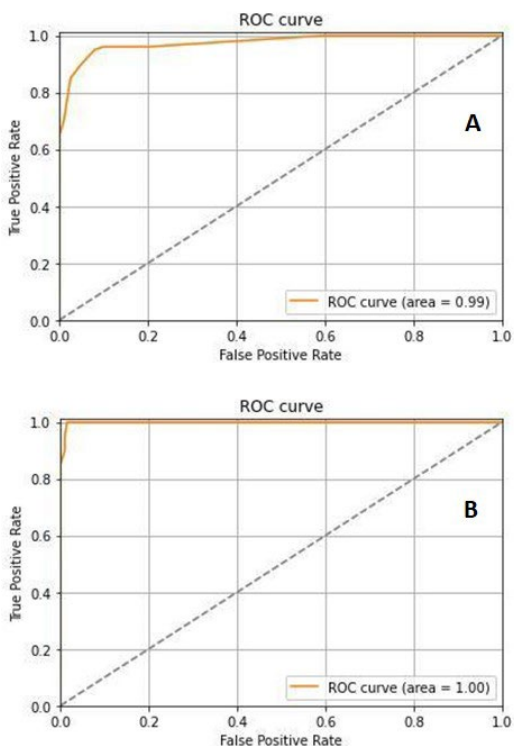 ROC curve
1.0
0.8
0.6
0.4
0.2
0.0
True Positive Rate
A
ROC curve (area = 0.99)
0.0 0.2 0.4 0.6 0.8 1.0
False Positive Rate
ROC curve
1.0
0.8
0.6
0.4
0.2
0.0
True Positive Rate
B
ROC curve (area = 1.00)
0.0 0.2 0.4 0.6 0.8 1.0
False Positive Rate